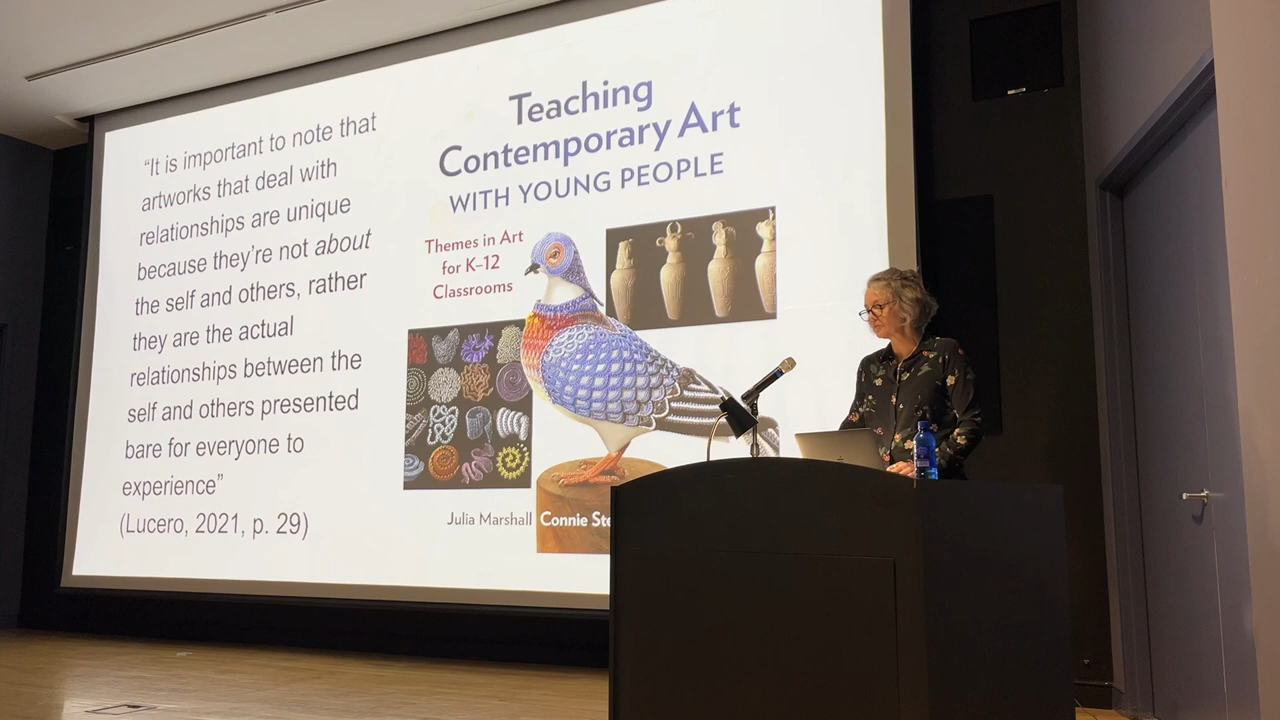 “It is important to note that
artworks that deal with
relationships are unique
because they’re not about
the self and others, rather
they are the actual
relationships between the
self and others presented
bare for everyone to
experience”
(Lucero, 2021, p. 29)
Teaching
Contemporary Art
WITH YOUNG PEOPLE
Themes in Art
for K–12
Classrooms
Julia Marshall
Connie